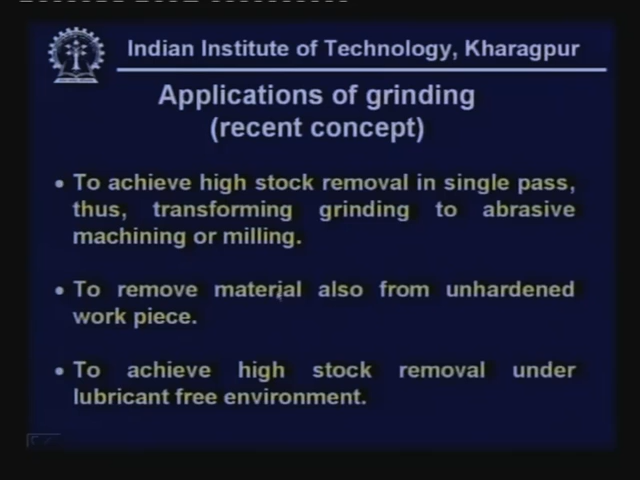 Indian Institute of Technology, Kharagpur
Applications of grinding
(recent concept)
• To achieve high stock removal in single pass,
thus, transforming grinding to abrasive
machining or milling.
• To remove material also from unhardened
work piece.
• To achieve high stock removal under
lubricant free environment.